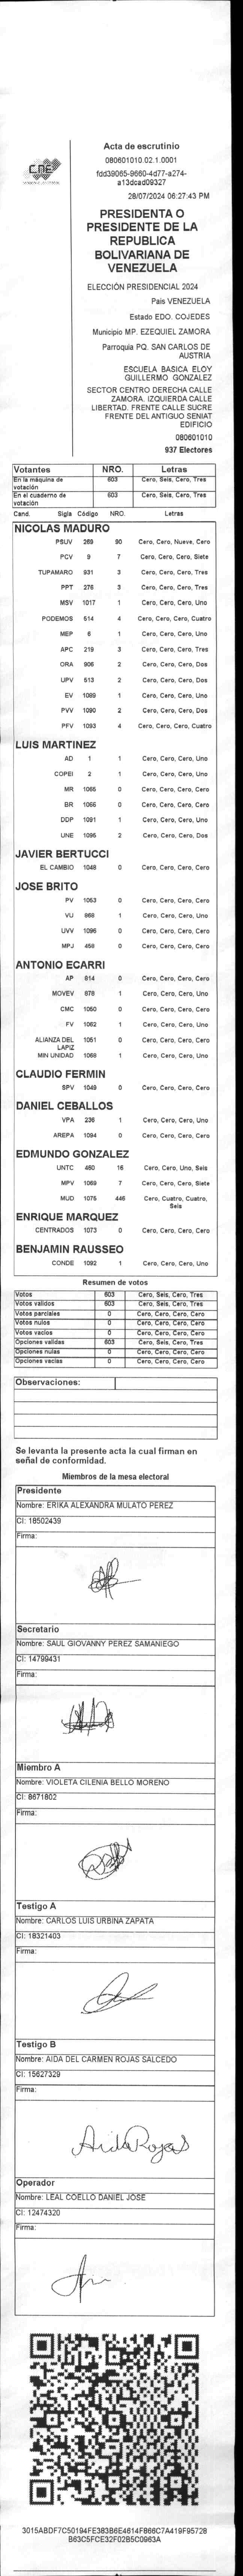 CNE
Acta de escrutinio
080601010.02.1.0001
fdd39065-9660-4d77-a274-
a13dcad09327
28/07/2024 06:27:43 PM
PRESIDENTA O
PRESIDENTE DE LA
REPUBLICA
BOLIVARIANA DE
VENEZUELA
ELECCIÓN PRESIDENCIAL 2024
Pais VENEZUELA
Estado EDO. COJEDES
Municipio MP. EZEQUIEL ZAMORA
Parroquia PQ. SAN CARLOS DE
AUSTRIA
ESCUELA BASICA ELOY
GUILLERMO GONZALEZ
SECTOR CENTRO DERECHA CALLE
ZAMORA. IZQUIERDA CALLE
LIBERTAD. FRENTE CALLE SUCRE
FRENTE DEL ANTIGUO SENIAT
EDIFICIO
080601010
937 Electores
Votantes NRO. Letras
En la máquina de votación 603 Cero, Seis, Cero, Tres
En el cuaderno de votación 603 Cero, Seis, Cero, Tres
Cand. Sigla Código NRO. Letras
NICOLAS MADURO
PSUV 269 90 Cero, Cero, Nueve, Cero
PCV 9 7 Cero, Cero, Cero, Siete
TUPAMARO 931 3 Cero, Cero, Cero, Tres
PPT 276 3 Cero, Cero, Cero, Tres
MSV 1017 1 Cero, Cero, Cero, Uno
PODEMOS 514 4 Cero, Cero, Cero, Cuatro
MEP 6 1 Cero, Cero, Cero, Uno
APC 219 3 Cero, Cero, Cero, Tres
ORA 906 2 Cero, Cero, Cero, Dos
UPV 513 2 Cero, Cero, Cero, Dos
EV 1089 1 Cero, Cero, Cero, Uno
PVV 1090 2 Cero, Cero, Cero, Dos
PFV 1093 4 Cero, Cero, Cero, Cuatro
LUIS MARTINEZ
AD 1 1 Cero, Cero, Cero, Uno
COPEI 2 1 Cero, Cero, Cero, Uno
MR 1065 0 Cero, Cero, Cero, Cero
BR 1066 0 Cero, Cero, Cero, Cero
DDP 1091 1 Cero, Cero, Cero, Uno
UNE 1095 2 Cero, Cero, Cero, Dos
JAVIER BERTUCCI
EL CAMBIO 1048 0 Cero, Cero, Cero, Cero
JOSE BRITO
PV 1053 0 Cero, Cero, Cero, Cero
VU 868 1 Cero, Cero, Cero, Uno
UVV 1096 0 Cero, Cero, Cero, Cero
MPJ 458 0 Cero, Cero, Cero, Cero
ANTONIO ECARRI
AP 814 0 Cero, Cero, Cero, Cero
MOVEV 878 1 Cero, Cero, Cero, Uno
CMC 1050 0 Cero, Cero, Cero, Cero
FV 1062 1 Cero, Cero, Cero, Uno
ALIANZA DEL LAPIZ 1051 0 Cero, Cero, Cero, Cero
MIN UNIDAD 1068 1 Cero, Cero, Cero, Uno
CLAUDIO FERMIN
SPV 1049 0 Cero, Cero, Cero, Cero
DANIEL CEBALLOS
VPA 236 1 Cero, Cero, Cero, Uno
AREPA 1094 0 Cero, Cero, Cero, Cero
EDMUNDO GONZALEZ
UNTC 460 16 Cero, Cero, Uno, Seis
MPV 1069 7 Cero, Cero, Cero, Siete
MUD 1075 446 Cero, Cuatro, Cuatro,
Seis
ENRIQUE MARQUEZ
CENTRADOS 1073 0 Cero, Cero, Cero, Cero
BENJAMIN RAUSSEO
CONDE 1092 1 Cero, Cero, Cero, Uno
Resumen de votos
Votos 603 Cero, Seis, Cero, Tres
Votos validos 603 Cero, Seis, Cero, Tres
Votos parciales 0 Cero, Cero, Cero, Cero
Votos nulos 0 Cero, Cero, Cero, Cero
Votos vacios 0 Cero, Cero, Cero, Cero
Opciones validas 603 Cero, Seis, Cero, Tres
Opciones nulas 0 Cero, Cero, Cero, Cero
Opciones vacias 0 Cero, Cero, Cero, Cero
Observaciones:
Se levanta la presente acta la cual firman en
señal de conformidad.
Miembros de la mesa electoral
Presidente
Nombre: ERIKA ALEXANDRA MULATO PEREZ
CI: 18502439
Firma:
Secretario
Nombre: SAUL GIOVANNY PEREZ SAMANIEGO
CI: 14799431
Firma:
Miembro A
Nombre: VIOLETA CILENIA BELLO MORENO
CI: 8671802
Firma:
Testigo A
Nombre: CARLOS LUIS URBINA ZAPATA
CI: 18321403
Firma:
Testigo B
Nombre: AIDA DEL CARMEN ROJAS SALCEDO
CI: 15627329
Firma:
Aida Rojas
Operador
Nombre: LEAL COELLO DANIEL JOSE
CI: 12474320
Firma:
3015ABDF7C50194FE383B6E4614F866C7A419F95728
B63C5FCE32F02B5C0963A